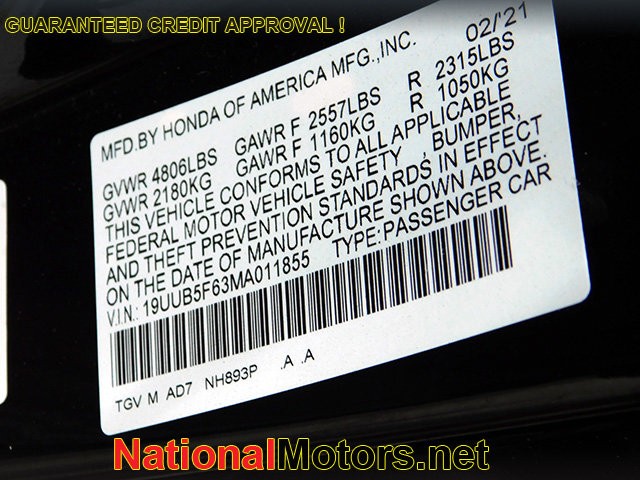 GUARANTEED CREDIT APPROVAL !
MFD.BY HONDA OF AMERICA MFG.,INC. 02/'21
GVWR 4806LBS GAWR F 2557LBS R 2315LBS
GVWR 2180KG GAWR F 1160KG R 1050KG
THIS VEHICLE CONFORMS TO ALL APPLICABLE
FEDERAL MOTOR VEHICLE SAFETY , BUMPER,
AND THEFT PREVENTION STANDARDS IN EFFECT
ON THE DATE OF MANUFACTURE SHOWN ABOVE.
V.I.N.: 19UUB5F63MA011855 TYPE:PASSENGER CAR
TGV M AD7 NH893P .A .A
NationalMotors.net